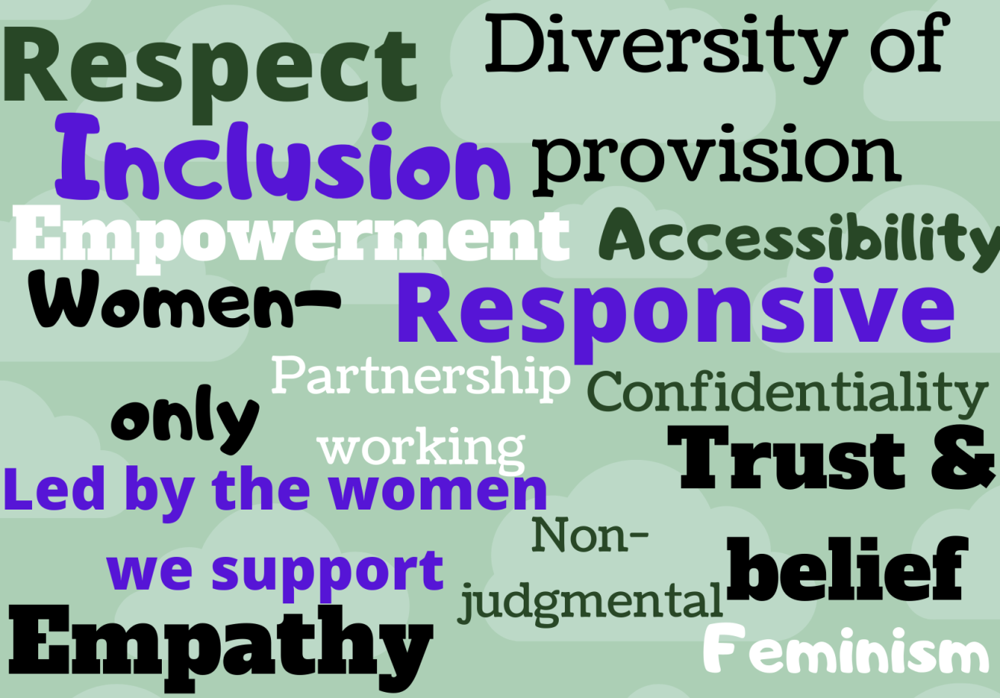 Respect
Diversity of
provision
Inclusion
Empowerment
Accessibility
Women-
only
Responsive
Partnership
working
Confidentiality
Trust &
belief
Led by the women
we support
Non-
judgmental
Empathy
Feminism